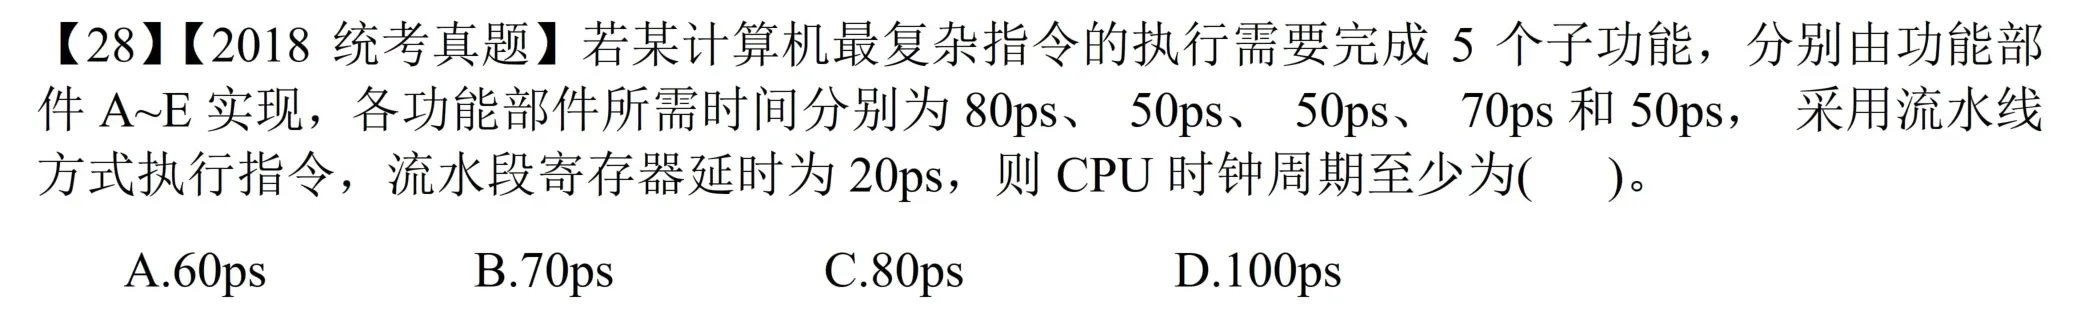 【28】【2018 统考真题】若某计算机最复杂指令的执行需要完成 5 个子功能，分别由功能部
件 A~E 实现，各功能部件所需时间分别为 80ps、 50ps、 50ps、 70ps 和 50ps， 采用流水线
方式执行指令，流水段寄存器延时为 20ps，则 CPU 时钟周期至少为(    )。
A.60ps    B.70ps    C.80ps    D.100ps